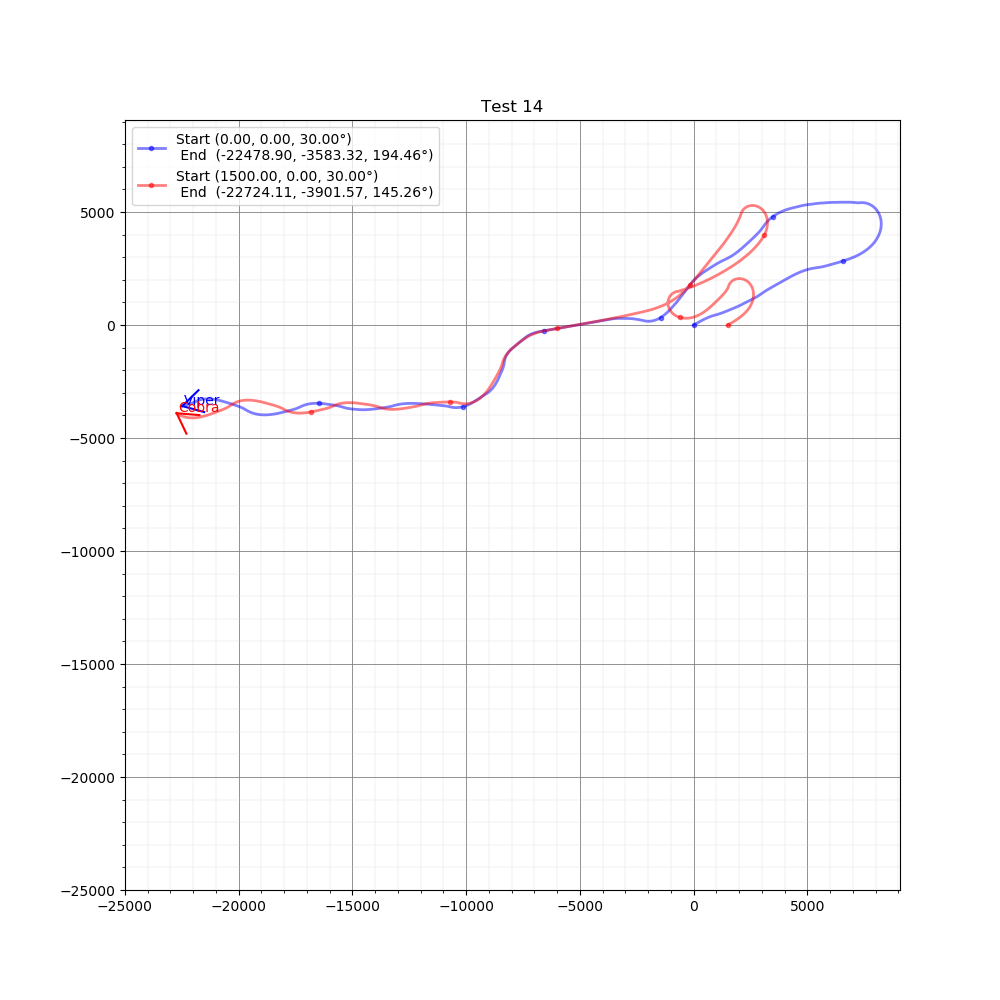 Test 14
Start (0.00, 0.00, 30.00°)
End (-22478.90, -3583.32, 194.46°)
Start (1500.00, 0.00, 30.00°)
End (-22724.11, -3901.57, 145.26°)
5000
0
Viper
Cobra
−5000
−10000
−15000
−20000
−25000
−25000 −20000 −15000 −10000 −5000 0 5000